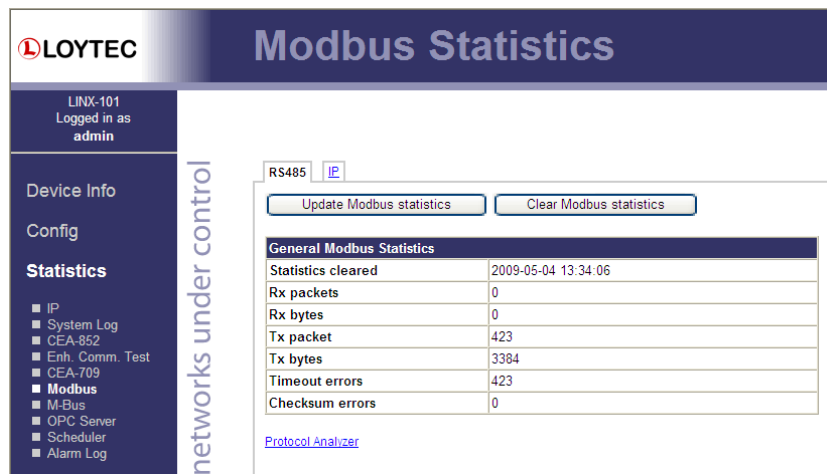 LOYTEC
Modbus Statistics
LINX-101
Logged in as
admin
Device Info
Config
Statistics
IP
System Log
CEA-852
Enh. Comm. Test
CEA-709
Modbus
M-Bus
OPC Server
Scheduler
Alarm Log
networks under control
RS485 IP
Update Modbus statistics Clear Modbus statistics
General Modbus Statistics
Statistics cleared 2009-05-04 13:34:06
Rx packets 0
Rx bytes 0
Tx packet 423
Tx bytes 3384
Timeout errors 423
Checksum errors 0
Protocol Analyzer